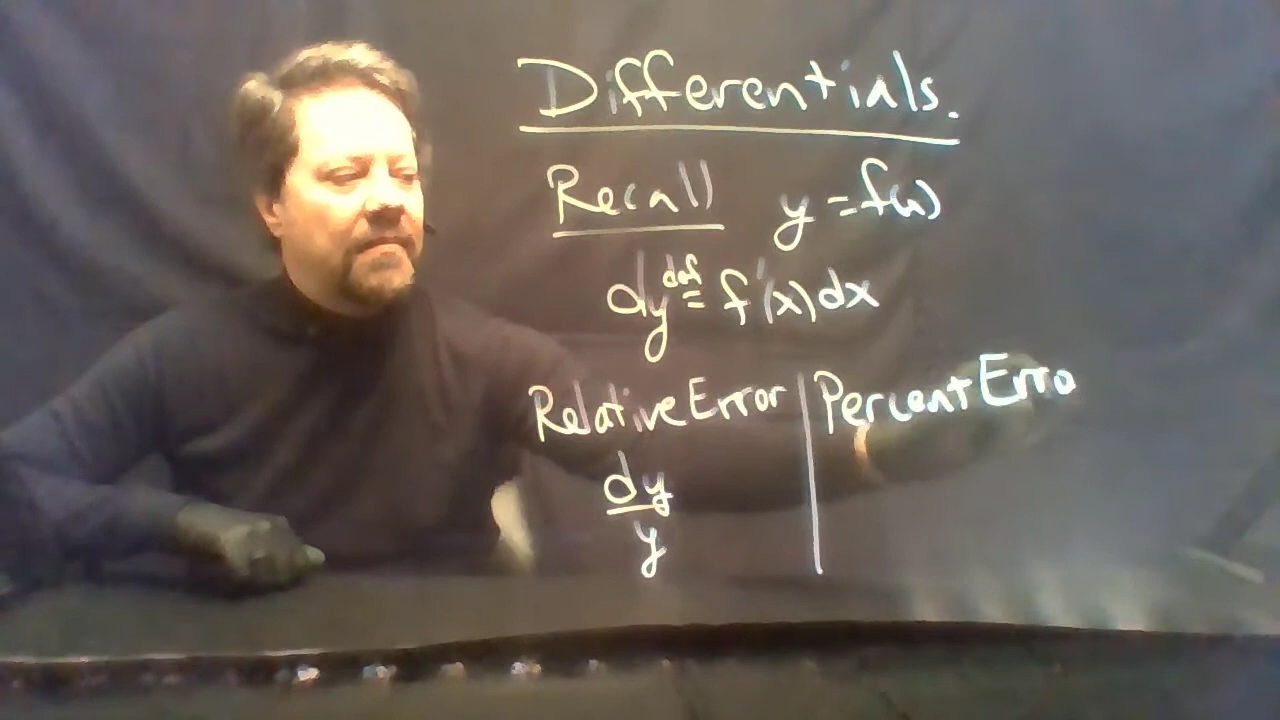 Differentials.
Recall y = f(x)
dy def= f'(x) dx
Relative Error | Percent Erro
dy
y